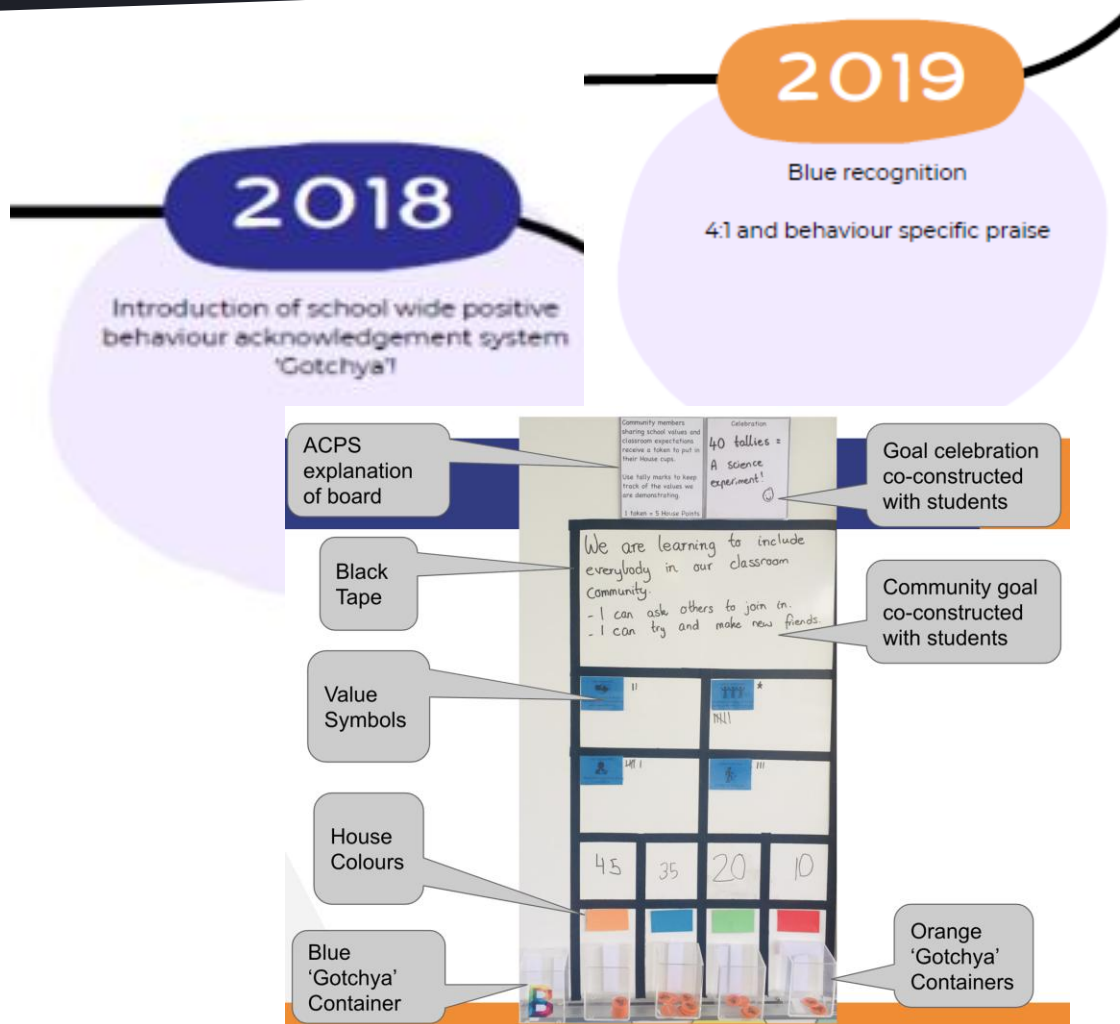 2018
Introduction of school wide positive
behaviour acknowledgement system
'Gotchya'!
2019
Blue recognition
4:1 and behaviour specific praise
ACPS
explanation
of board
Black
Tape
Value
Symbols
House
Colours
Blue
'Gotchya'
Container
Community members
sharing school values and
classroom expectations
receive a token to put in
their House cups.
Use tally marks to keep
track of the values we
are demonstrating.
1 token = 5 House Points
Celebration
40 tallies =
A science
experiment!
We are learning to include
everybody in our classroom
community.
- I can ask others to join in.
- I can try and make new friends.
45
35
20
10
B
Goal celebration
co-constructed
with students
Community goal
co-constructed
with students
Orange
'Gotchya'
Containers